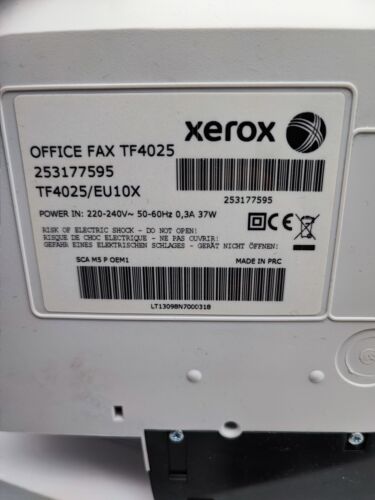 xerox
OFFICE FAX TF4025
253177595
TF4025/EU10X
253177595
POWER IN: 220-240V~ 50-60Hz 0,3A 37W
RISK OF ELECTRIC SHOCK - DO NOT OPEN!
RISQUE DE CHOC ELECTRIQUE - NE PAS OUVRIR!
GEFAHR EINES ELEKTRISCHEN SCHLAGES - GERÄT NICHT ÖFFNEN!
CE
SCA MS P OEM1
MADE IN PRC
LT13098N7000318